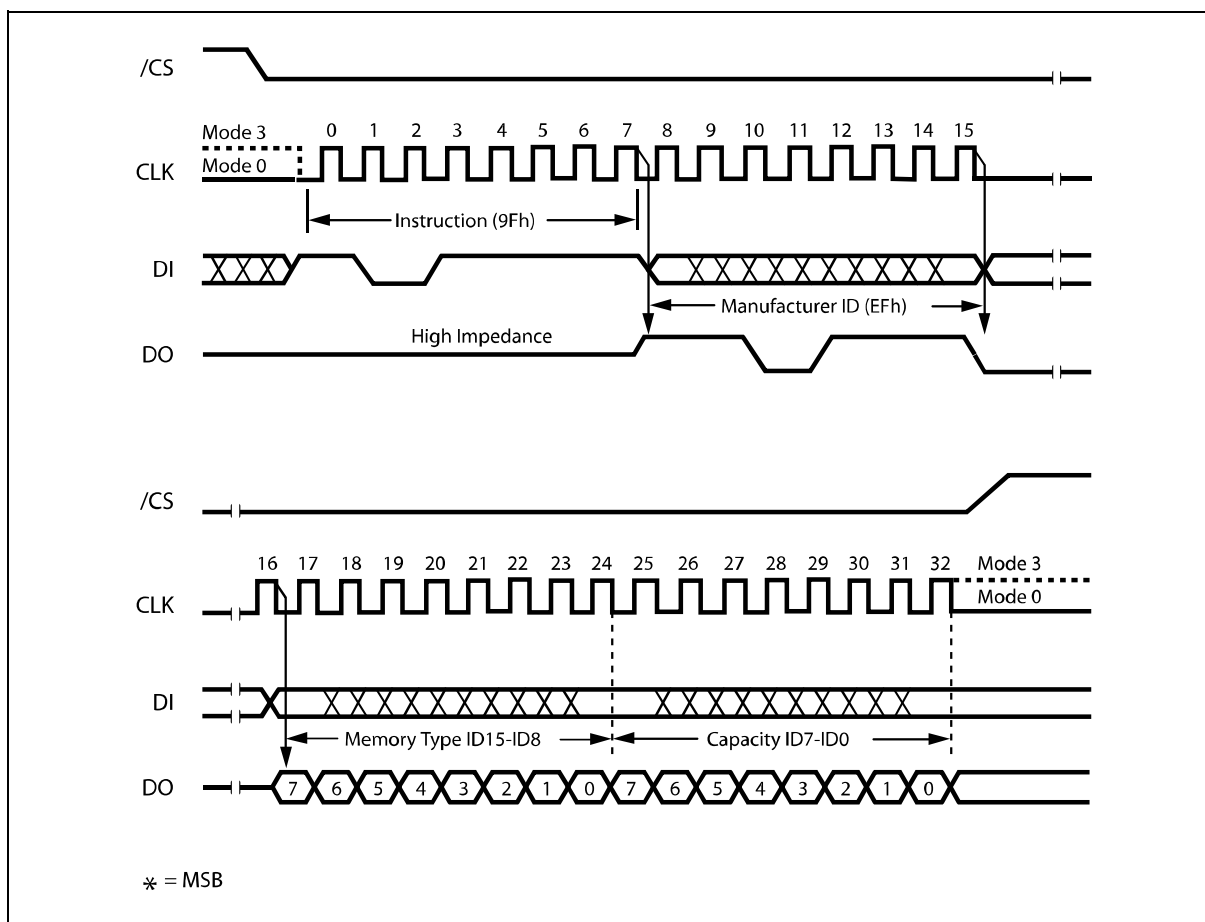 /CS
Mode 3
0 1 2 3 4 5 6 7 8 9 10 11 12 13 14 15
Mode 0
CLK
Instruction (9Fh)
DI
Manufacturer ID (EFh)
High Impedance
DO
/CS
16 17 18 19 20 21 22 23 24 25 26 27 28 29 30 31 32
Mode 3
Mode 0
CLK
DI
Memory Type ID15-ID8
Capacity ID7-ID0
DO
7 6 5 4 3 2 1 0 7 6 5 4 3 2 1 0
* = MSB